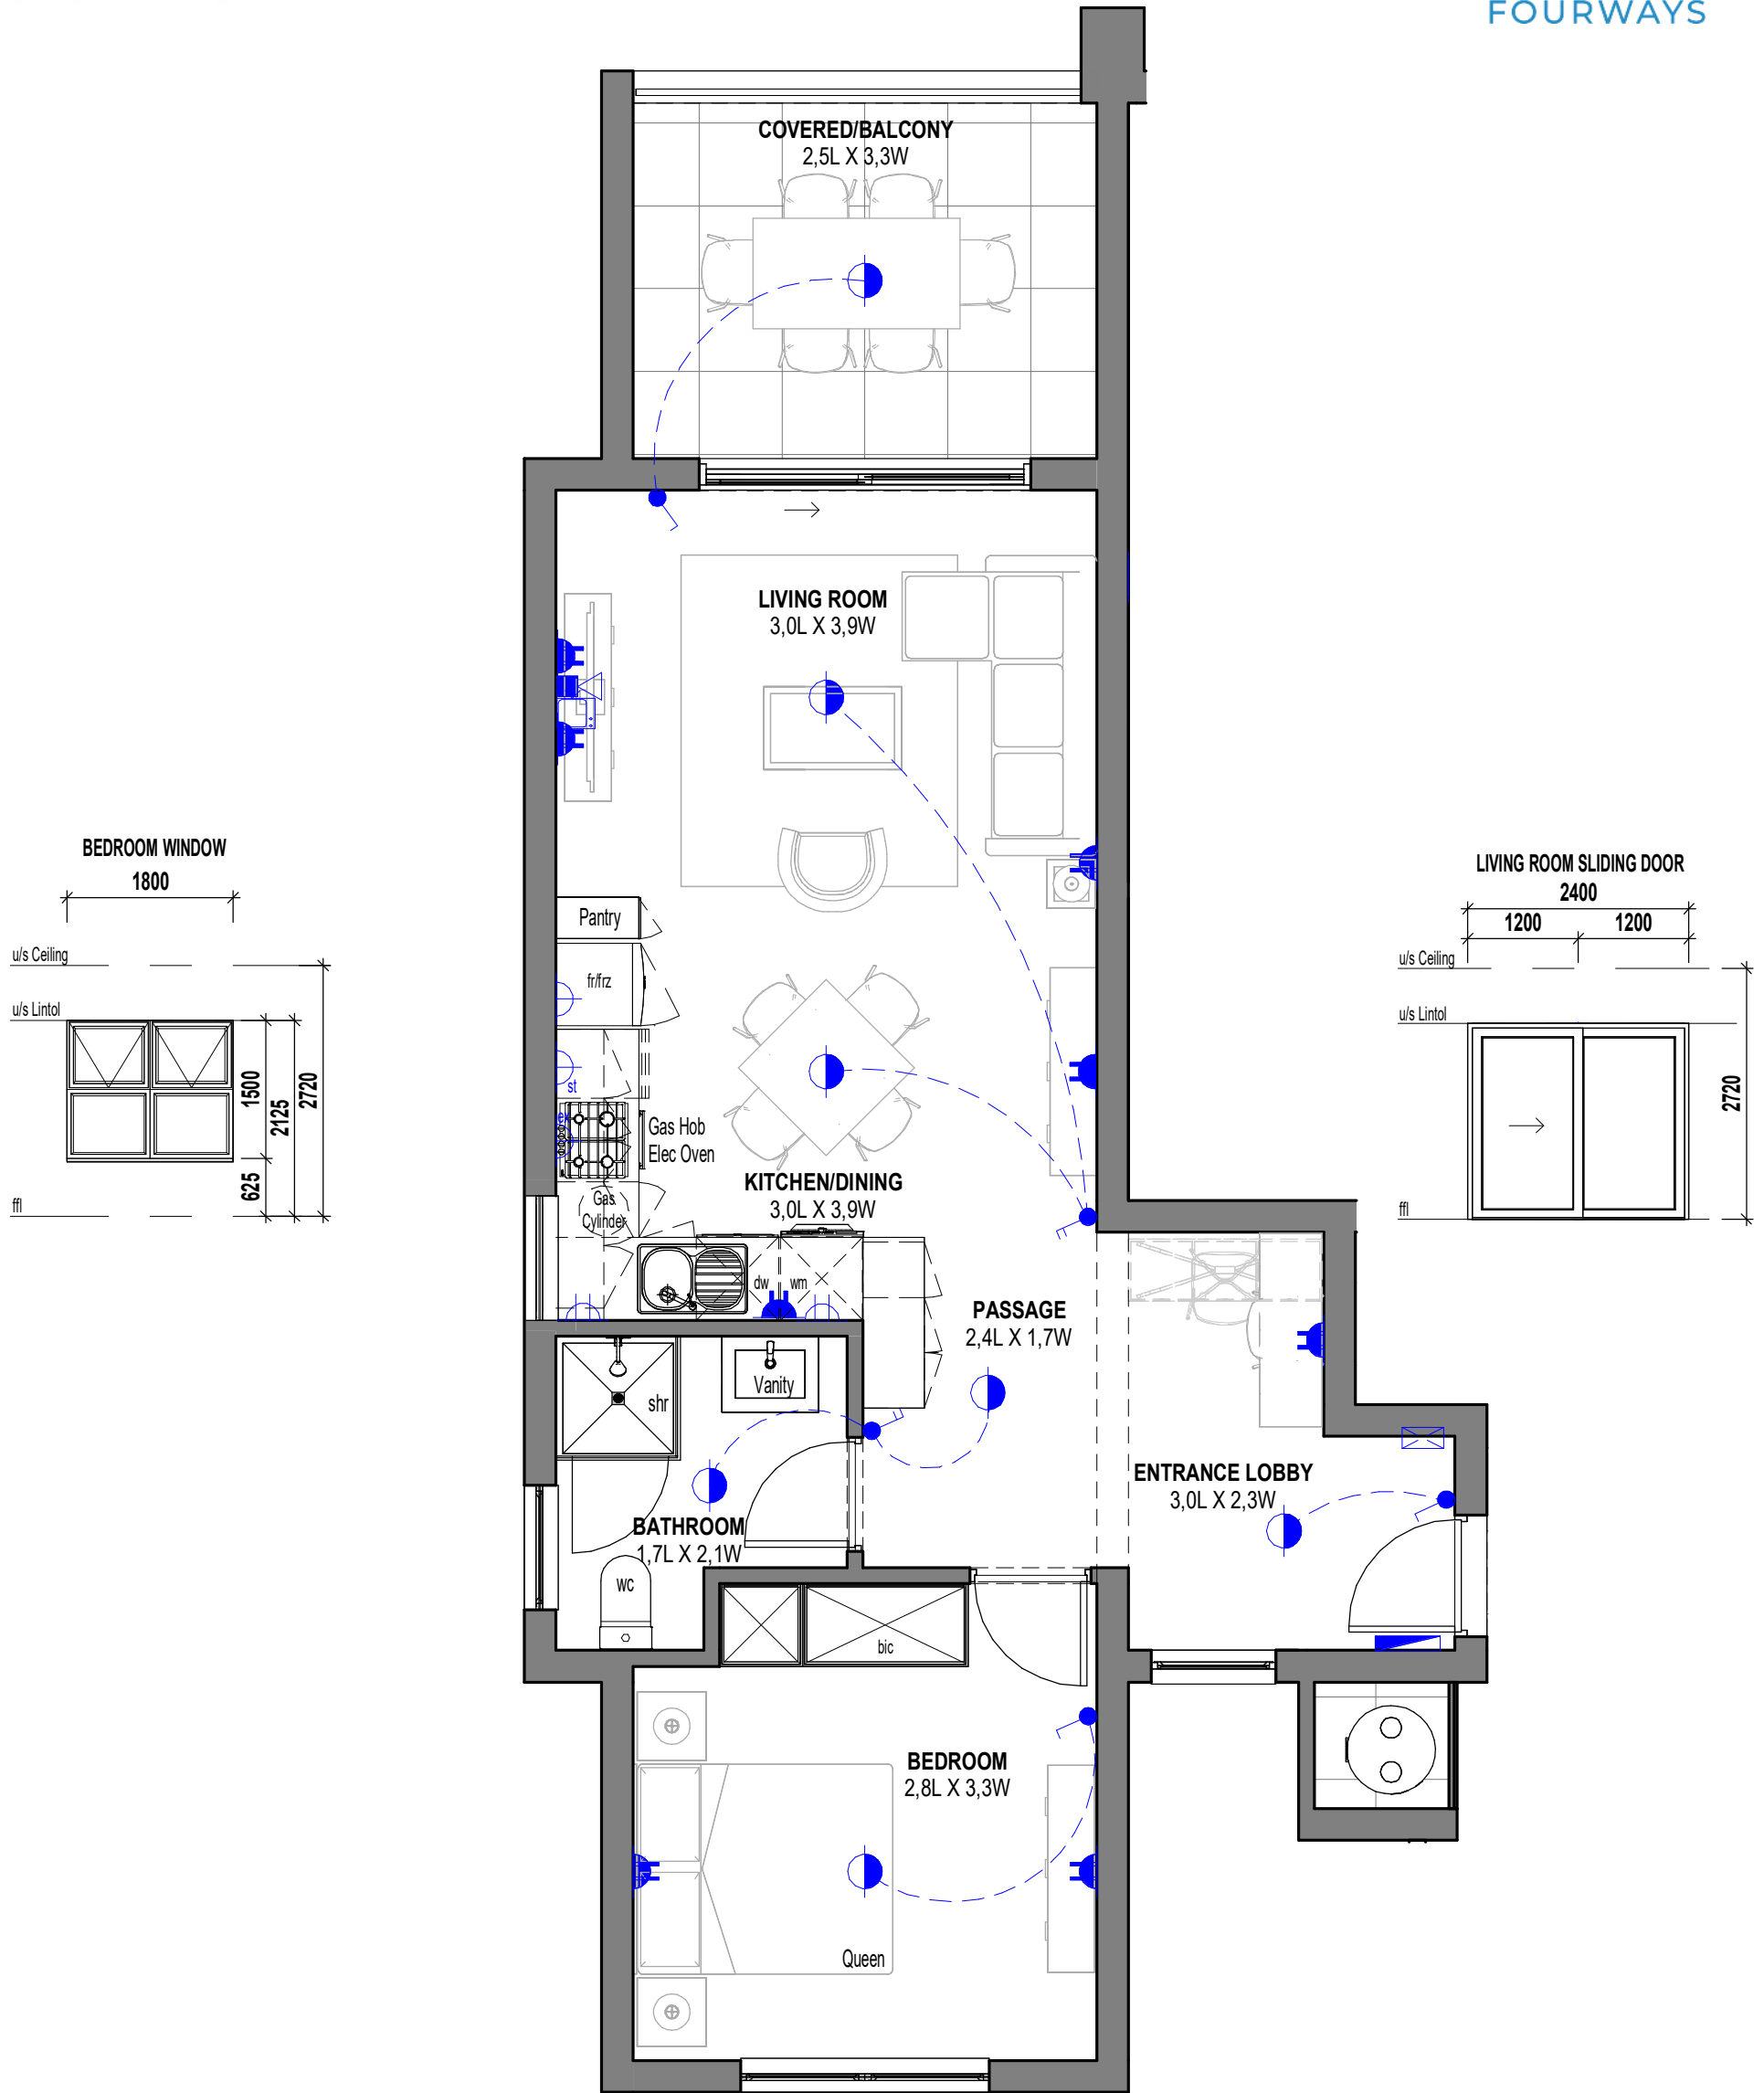 FOURWAYS
COVERED/BALCONY
2,5L X 3,3W
LIVING ROOM
3,0L X 3,9W
BEDROOM WINDOW
1800
u/s Ceiling
u/s Lintol
ffl
1500
625
2125
2720
LIVING ROOM SLIDING DOOR
2400
1200
1200
u/s Ceiling
u/s Lintol
ffl
2720
Pantry
fr/frz
st
Gas Hob
Elec Oven
Gas
Cylinder
KITCHEN/DINING
3,0L X 3,9W
dw
wm
PASSAGE
2,4L X 1,7W
Vanity
shr
ENTRANCE LOBBY
3,0L X 2,3W
BATHROOM
1,7L X 2,1W
wc
bic
BEDROOM
2,8L X 3,3W
Queen